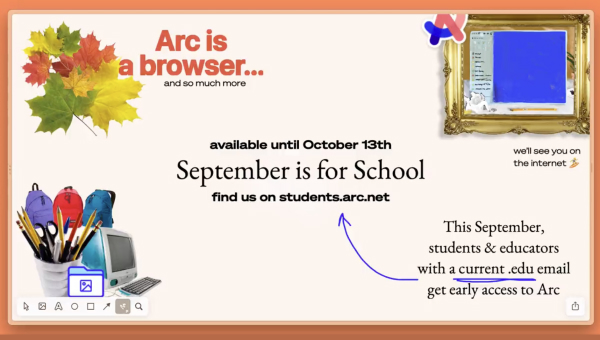 Arc is
a browser...
and so much more
we'll see you on
the internet
available until October 13th
September is for School
find us on students.arc.net
This September,
students & educators
with a current .edu email
get early access to Arc